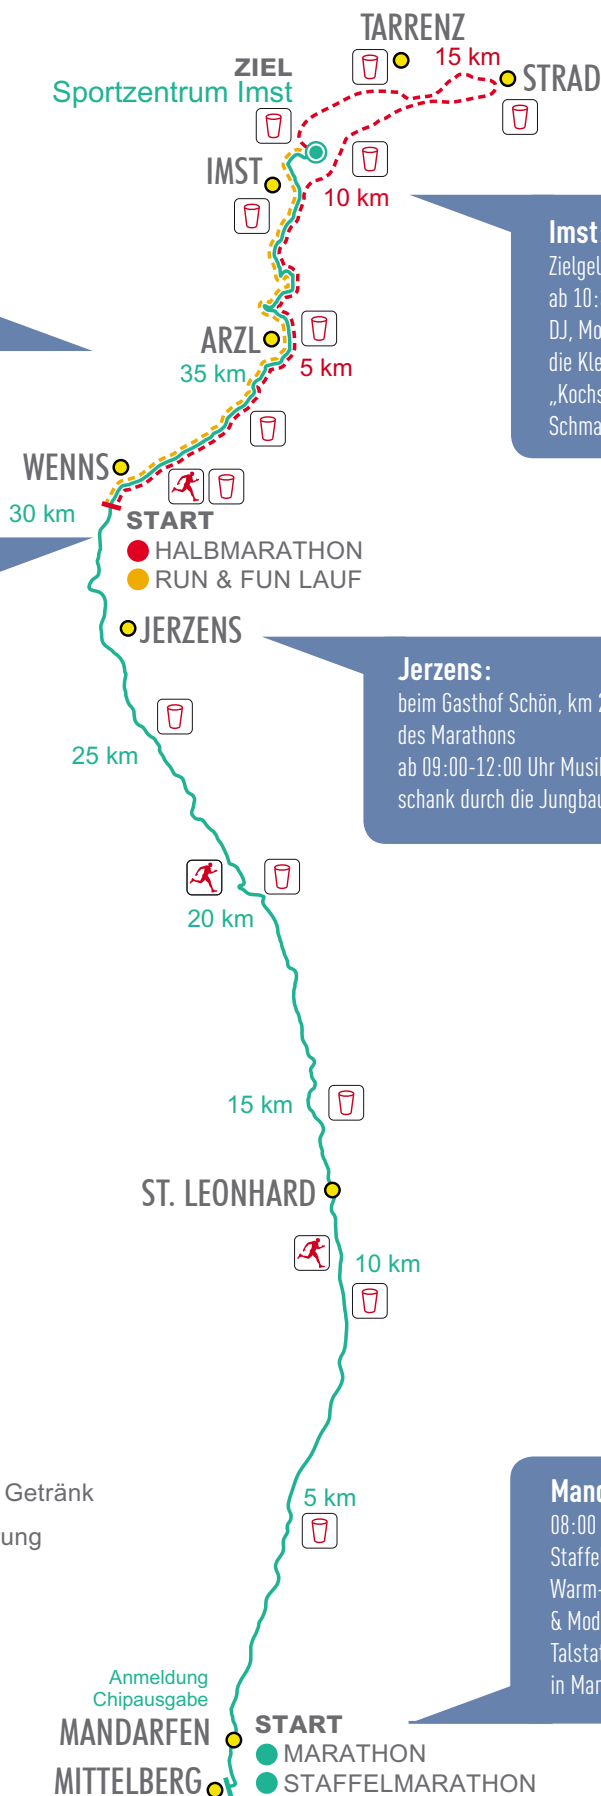 TARRENZ
15 km
ZIEL
STRAD
Sportzentrum Imst
IMST
10 km
Imst
Zielgel
ab 10:
DJ, Mo
die Kle
„Kochs
Schma
ARZL
35 km
5 km
WENNS
30 km
START
HALBMARATHON
RUN & FUN LAUF
JERZENS
Jerzens:
beim Gasthof Schön, km 2
des Marathons
ab 09:00-12:00 Uhr Musik
schank durch die Jungbau
25 km
20 km
15 km
ST. LEONHARD
10 km
Getränk
ung
5 km
Mand
08:00
Staffe
Warm-
& Mod
Talstat
in Man
Anmeldung
Chipausgabe
MANDARFEN
START
MARATHON
MITTELBERG
STAFFELMARATHON